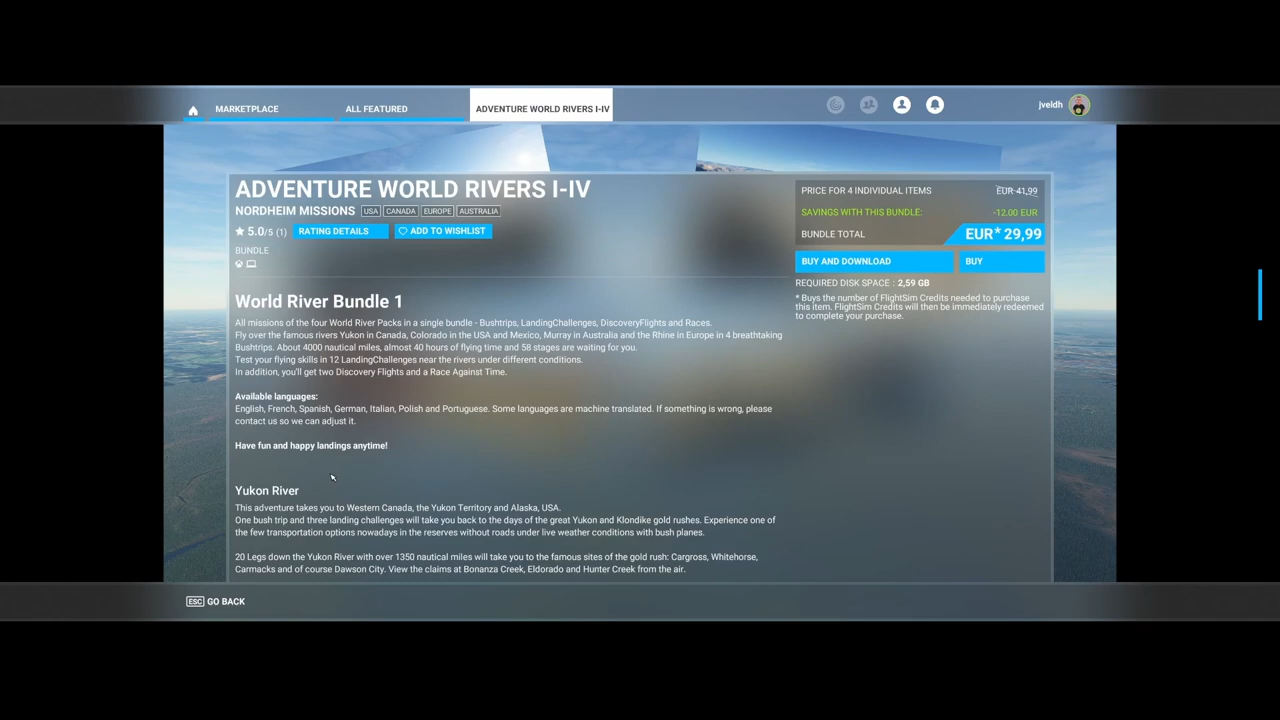 MARKETPLACE
ALL FEATURED
ADVENTURE WORLD RIVERS I-IV
jveldh
ADVENTURE WORLD RIVERS I-IV
NORDHEIM MISSIONS USA CANADA EUROPE AUSTRALIA
5.0/5 (1) RATING DETAILS ADD TO WISHLIST
BUNDLE
PRICE FOR 4 INDIVIDUAL ITEMS EUR 41,99
SAVINGS WITH THIS BUNDLE: -12.00 EUR
BUNDLE TOTAL EUR* 29,99
BUY AND DOWNLOAD BUY
REQUIRED DISK SPACE : 2,59 GB
* Buys the number of FlightSim Credits needed to purchase
this item. FlightSim Credits will then be immediately redeemed
to complete your purchase.
World River Bundle 1
All missions of the four World River Packs in a single bundle - Bushtrips, LandingChallenges, DiscoveryFlights and Races.
Fly over the famous rivers Yukon in Canada, Colorado in the USA and Mexico, Murray in Australia and the Rhine in Europe in 4 breathtaking
Bushtrips. About 4000 nautical miles, almost 40 hours of flying time and 58 stages are waiting for you.
Test your flying skills in 12 LandingChallenges near the rivers under different conditions.
In addition, you'll get two Discovery Flights and a Race Against Time.
Available languages:
English, French, Spanish, German, Italian, Polish and Portuguese. Some languages are machine translated. If something is wrong, please
contact us so we can adjust it.
Have fun and happy landings anytime!
Yukon River
This adventure takes you to Western Canada, the Yukon Territory and Alaska, USA.
One bush trip and three landing challenges will take you back to the days of the great Yukon and Klondike gold rushes. Experience one of
the few transportation options nowadays in the reserves without roads under live weather conditions with bush planes.
20 Legs down the Yukon River with over 1350 nautical miles will take you to the famous sites of the gold rush: Cargross, Whitehorse,
Carmacks and of course Dawson City. View the claims at Bonanza Creek, Eldorado and Hunter Creek from the air.
ESC GO BACK